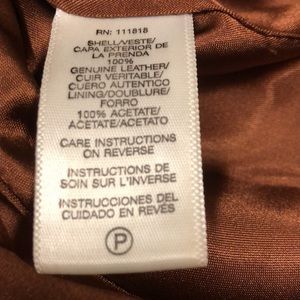 RN: 111818
SHELL/VESTE/
CAPA EXTERIOR DE
LA PRENDA
100%
GENUINE LEATHER/
CUIR VERITABLE/
CUERO AUTENTICO
LINING/DOUBLURE/
FORRO
100% ACETATE/
ACETATE/ACETATO
CARE INSTRUCTIONS
ON REVERSE
INSTRUCTIONS DE
SOIN SUR L'INVERSE
INSTRUCCIONES DEL
CUIDADO EN REVÉS
P